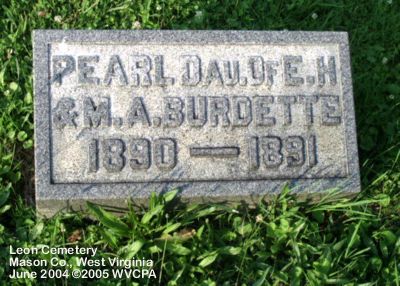 PEARL DAU. OF E. H
& M. A. BURDETTE
1890 — 1891
Leon Cemetery
Mason Co., West Virginia
June 2004 ©2005 WVCPA